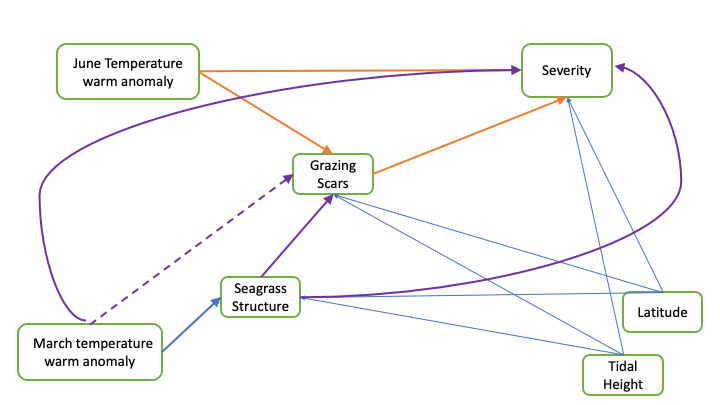 June Temperature
warm anomaly
Severity
Grazing
Scars
Seagrass
Structure
Latitude
March temperature
warm anomaly
Tidal
Height